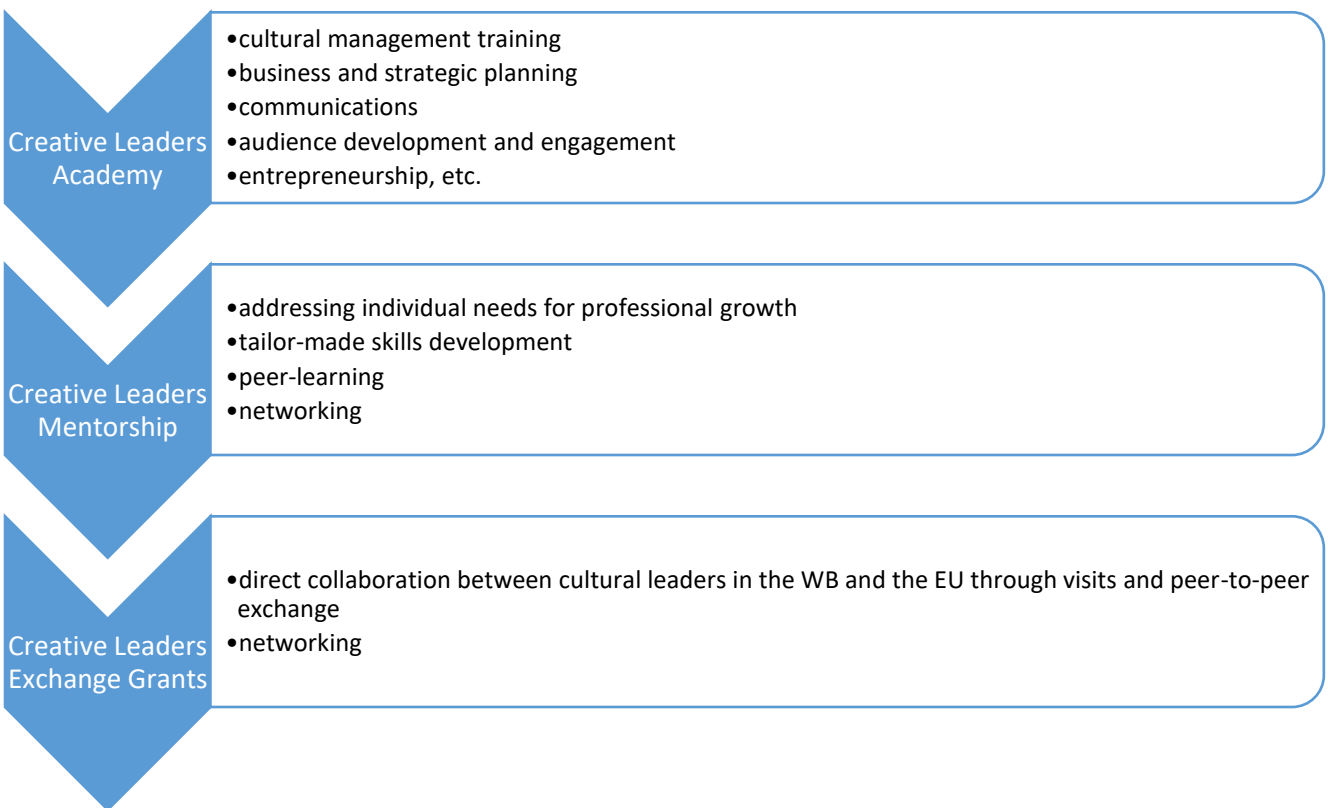 Creative Leaders
Academy
•cultural management training
•business and strategic planning
•communications
•audience development and engagement
•entrepreneurship, etc.
Creative Leaders
Mentorship
•addressing individual needs for professional growth
•tailor-made skills development
•peer-learning
•networking
Creative Leaders
Exchange Grants
•direct collaboration between cultural leaders in the WB and the EU through visits and peer-to-peer
exchange
•networking